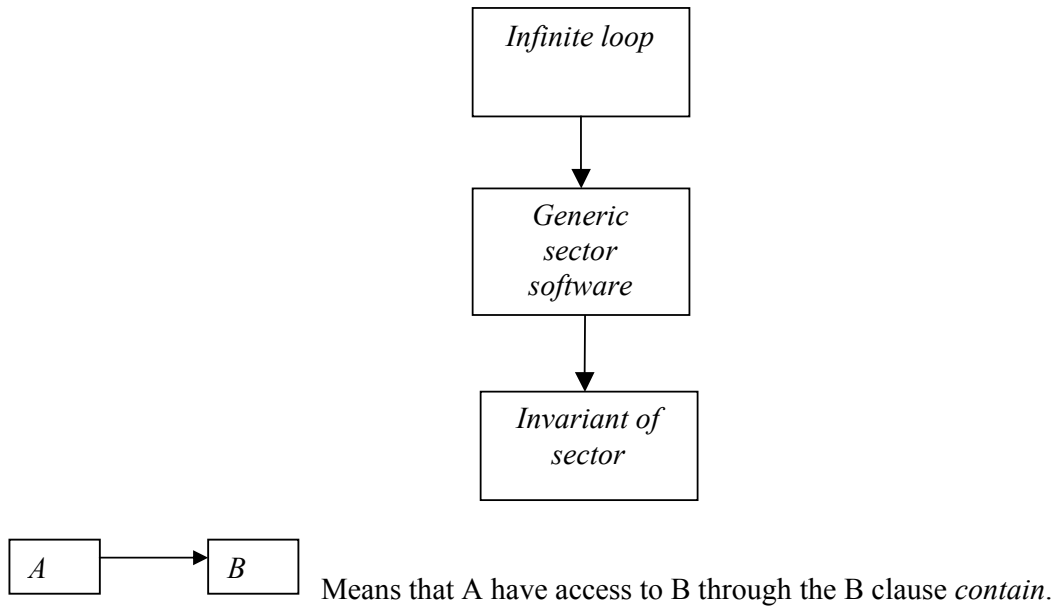 Infinite loop
Generic
sector
software
Invariant of
sector
A B Means that A have access to B through the B clause contain.